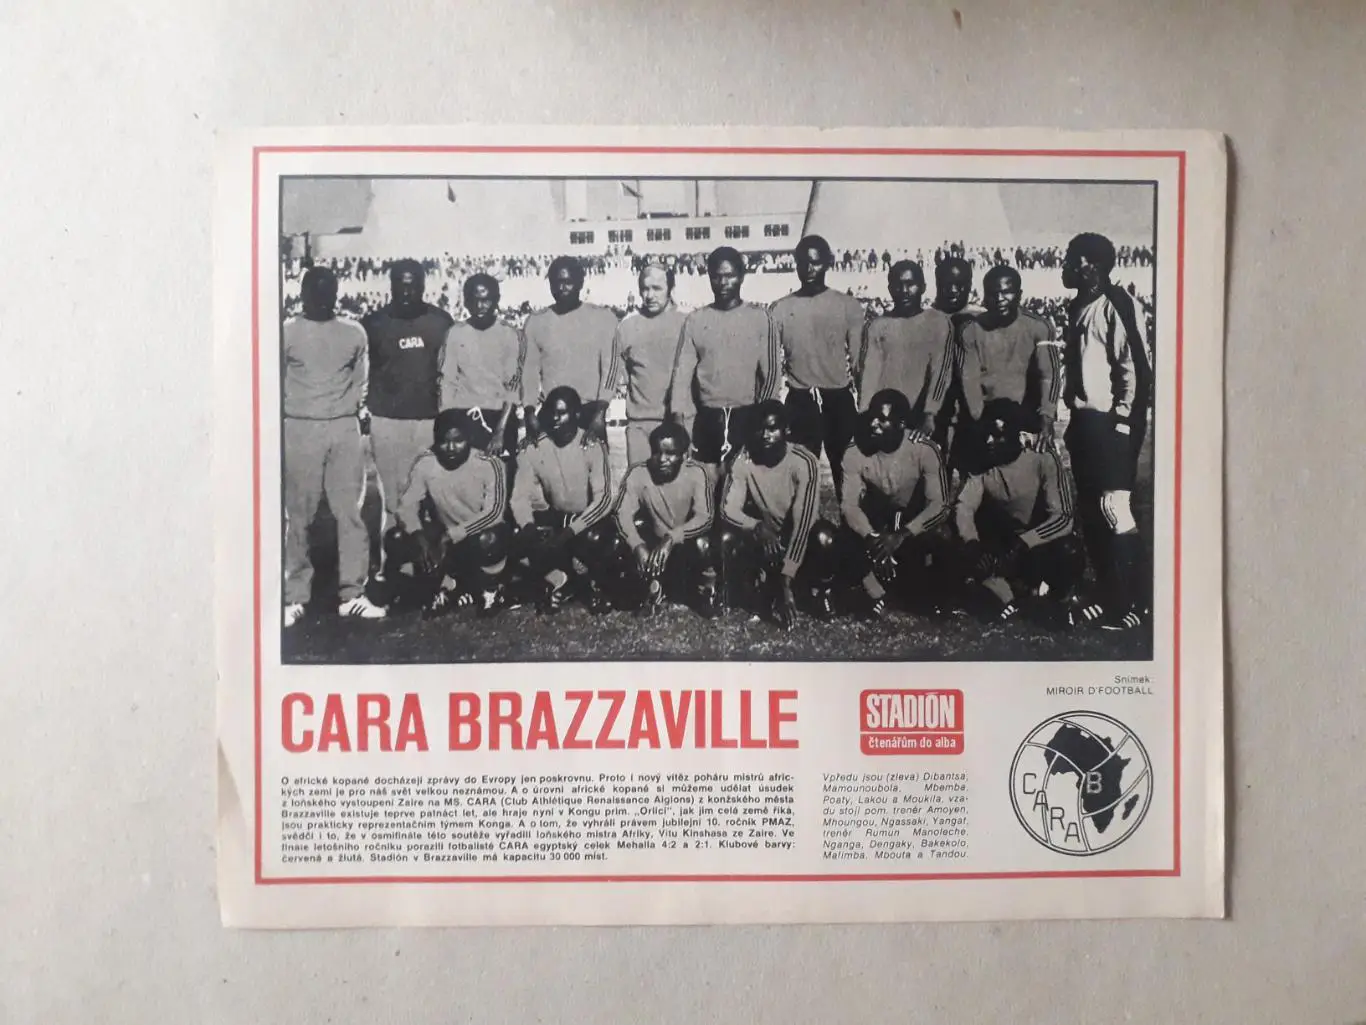 CARA
Snímek:
MIROIR D'FOOTBALL
CARA BRAZZAVILLE
STADIÓN
čtenářům do alba
O africké kopané docházejí zprávy do Evropy jen poskrovnu. Proto i nový vítěz poháru mistrů afric-
kých zemí je pro náš svět velkou neznámou. A o úrovni africké kopané si můžeme udělat úsudek
z loňského vystoupení Zaire na MS. CARA (Club Athlétique Renaissance Aiglons) z konžského města
Brazzaville existuje teprve patnáct let, ale hraje nyní v Kongu prim. „Orlíci", jak jim celé země říká,
jsou prakticky reprezentačním týmem Konga. A o tom, že vyhráli právem jubilejní 10. ročník PMAZ,
svědčí i to, že v osmifinále této soutěže vyřadili loňského mistra Afriky, Vitu Kinshasa ze Zaire. Ve
finále letošního ročníku porazili fotbalisté CARA egyptský celek Mehalla 4:2 a 2:1. Klubové barvy:
červená a žlutá. Stadión v Brazzaville má kapacitu 30 000 míst.
Vpředu jsou (zleva) Dibantsa,
Mamounoubola, Mbemba,
Poaty, Lakou a Moukila, vza-
du stojí pom. trenér Amoyen,
Mhoungou, Ngassaki, Yangat,
trenér Rumun Manoleche,
Nganga, Dengaky, Bakekolo,
Malimba, Mbouta a Tandou.
CARA
B